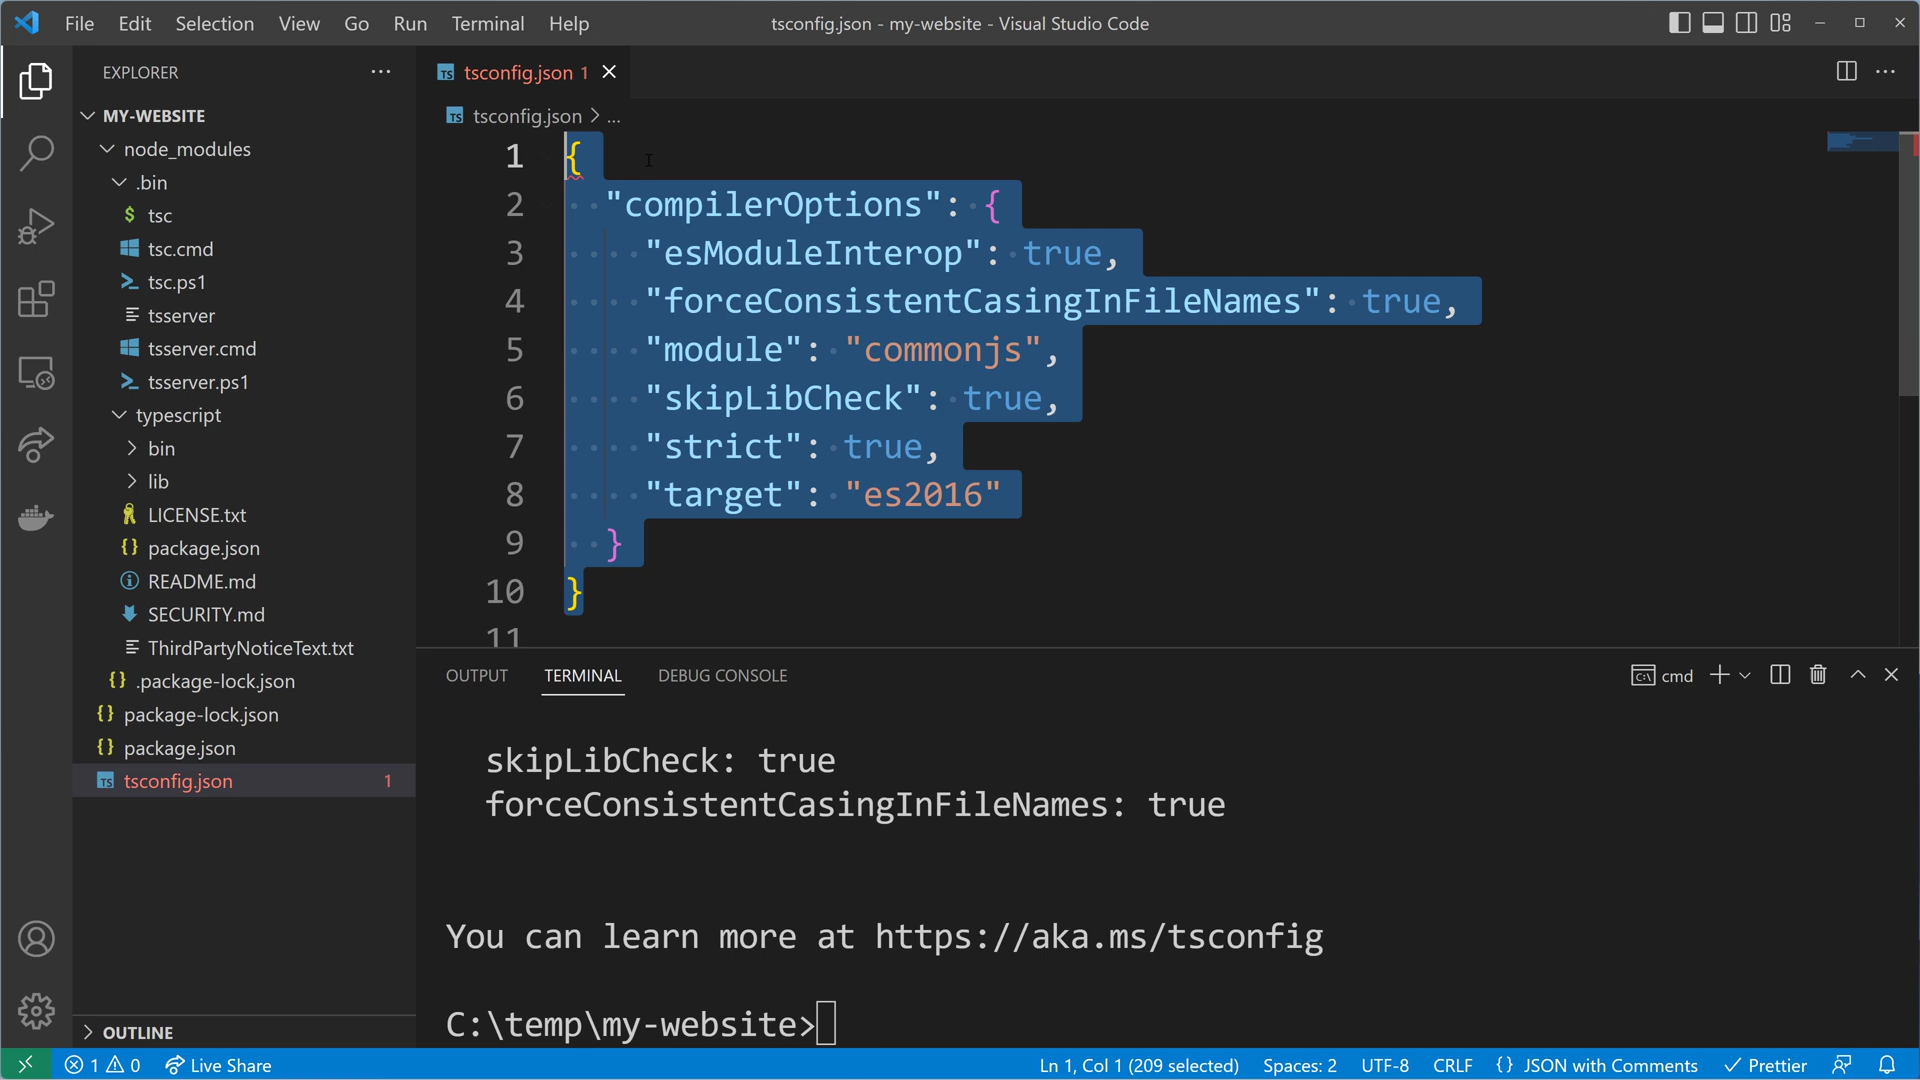 File Edit Selection View Go Run Terminal Help
tsconfig.json - my-website - Visual Studio Code
EXPLORER
MY-WEBSITE
node_modules
.bin
$ tsc
tsc.cmd
tsc.ps1
tsserver
tsserver.cmd
tsserver.ps1
typescript
bin
lib
LICENSE.txt
{} package.json
README.md
SECURITY.md
ThirdPartyNoticeText.txt
{} .package-lock.json
{} package-lock.json
{} package.json
TS tsconfig.json 1
OUTLINE
TS tsconfig.json 1
TS tsconfig.json > ...
1 {
2 "compilerOptions": {
3 "esModuleInterop": true,
4 "forceConsistentCasingInFileNames": true,
5 "module": "commonjs",
6 "skipLibCheck": true,
7 "strict": true,
8 "target": "es2016"
9 }
10 }
11
OUTPUT TERMINAL DEBUG CONSOLE
cmd
skipLibCheck: true
forceConsistentCasingInFileNames: true
You can learn more at https://aka.ms/tsconfig
C:\temp\my-website>
1 0 Live Share
Ln 1, Col 1 (209 selected) Spaces: 2 UTF-8 CRLF {} JSON with Comments Prettier